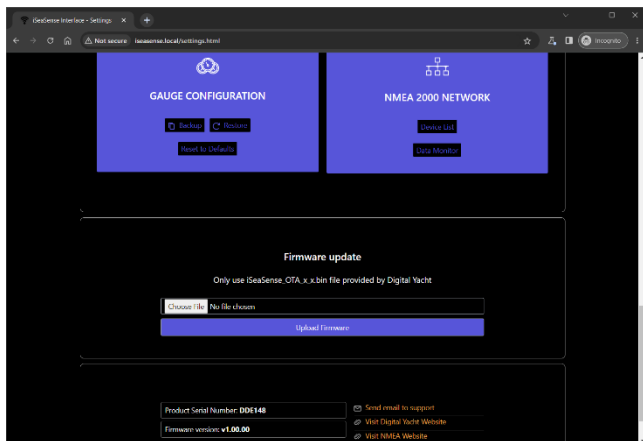 iSeaSense Interface - Settings
Not secure iseasense.local/settings.html
Incognito
GAUGE CONFIGURATION
Backup Restore
Reset to Defaults
NMEA 2000 NETWORK
Device List
Data Monitor
Firmware update
Only use iSeaSense_OTA_x_x.bin file provided by Digital Yacht
Choose File No file chosen
Upload Firmware
Product Serial Number: DDE148
Firmware version: v1.00.00
Send email to support
Visit Digital Yacht Website
Visit NMEA Website